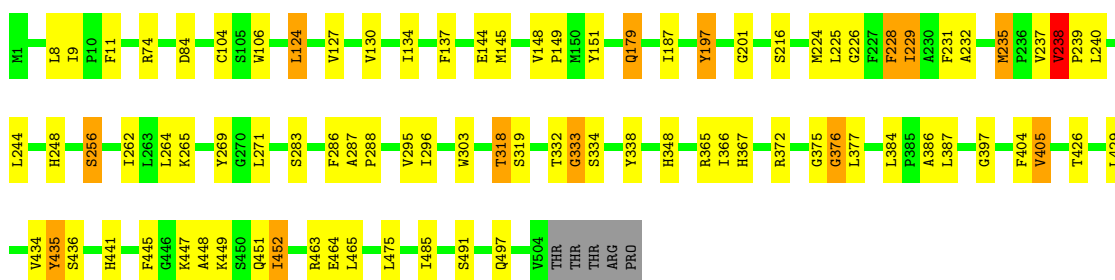 M1 L8 I9 P10 F11 R74 D84 C104 S105 W106 L124 V127 V130 I134 F137 E144 M145 V148 P149 M150 Y151 Q179 I187 Y197 G201 S216 M224 L225 G226 F227 F228 I229 A230 F231 A232 M235 P236 V237 V238 P239 L240
L244 H248 S256 I262 L263 L264 K265 Y269 G270 L271 S283 F286 A287 P288 V295 I296 W303 T318 S319 T332 G333 S334 Y338 H348 R365 I366 H367 R372 G375 G376 L377 L384 P385 A386 L387 G397 F404 V405 T426 L429
V434 Y435 S436 H441 F445 G446 K447 A448 K449 S450 Q451 I452 R463 E464 L465 L475 I485 S491 Q497 V504 THR THR THR ARG PRO